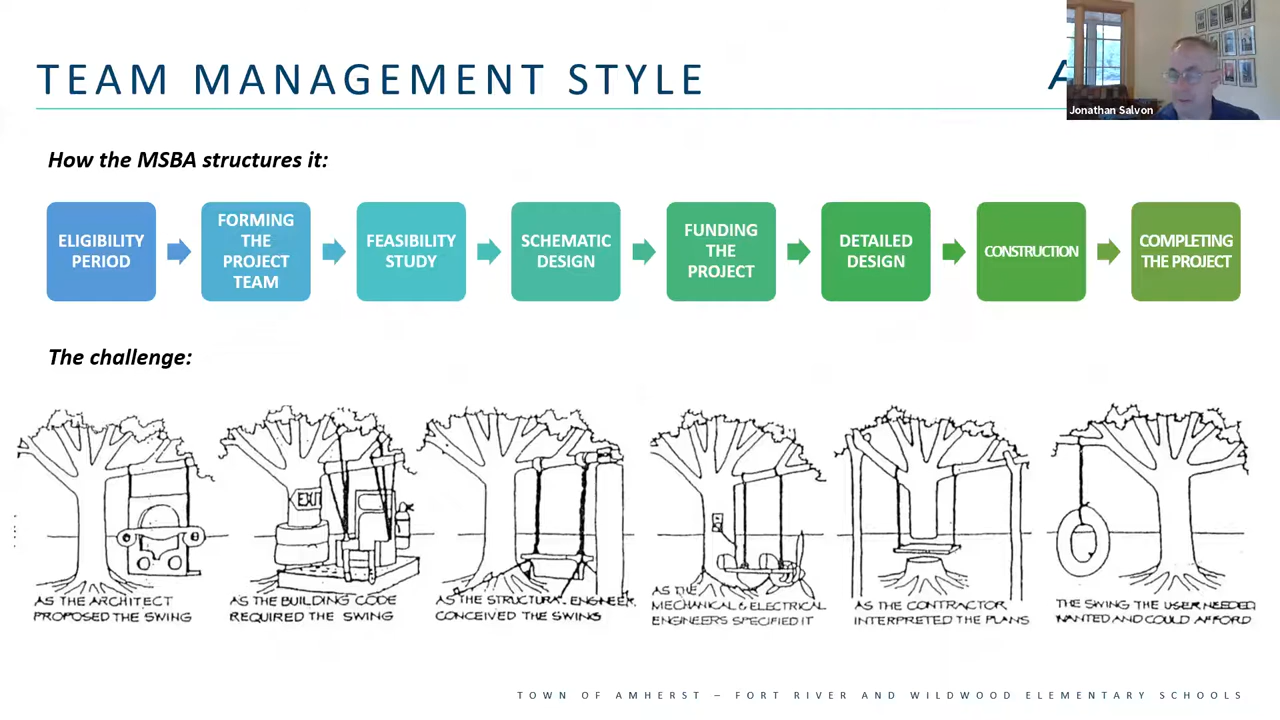 TEAM MANAGEMENT STYLE
A
Jonathan Salvon
How the MSBA structures it:
ELIGIBILITY
PERIOD
FORMING
THE
PROJECT
TEAM
FEASIBILITY
STUDY
SCHEMATIC
DESIGN
FUNDING
THE
PROJECT
DETAILED
DESIGN
CONSTRUCTION
COMPLETING
THE PROJECT
The challenge:
EXIT
AS THE ARCHITECT
PROPOSED THE SWING
AS THE BUILDING CODE
REQUIRED THE SWING
AS THE STRUCTURAL ENGINEER
CONCEIVED THE SWING
AS THE
MECHANICAL & ELECTRICAL
ENGINEERS SPECIFIED IT
AS THE CONTRACTOR
INTERPRETED THE PLANS
THE SWING THE USER NEEDED
WANTED AND COULD AFFORD
TOWN OF AMHERST – FORT RIVER AND WILDWOOD ELEMENTARY SCHOOLS